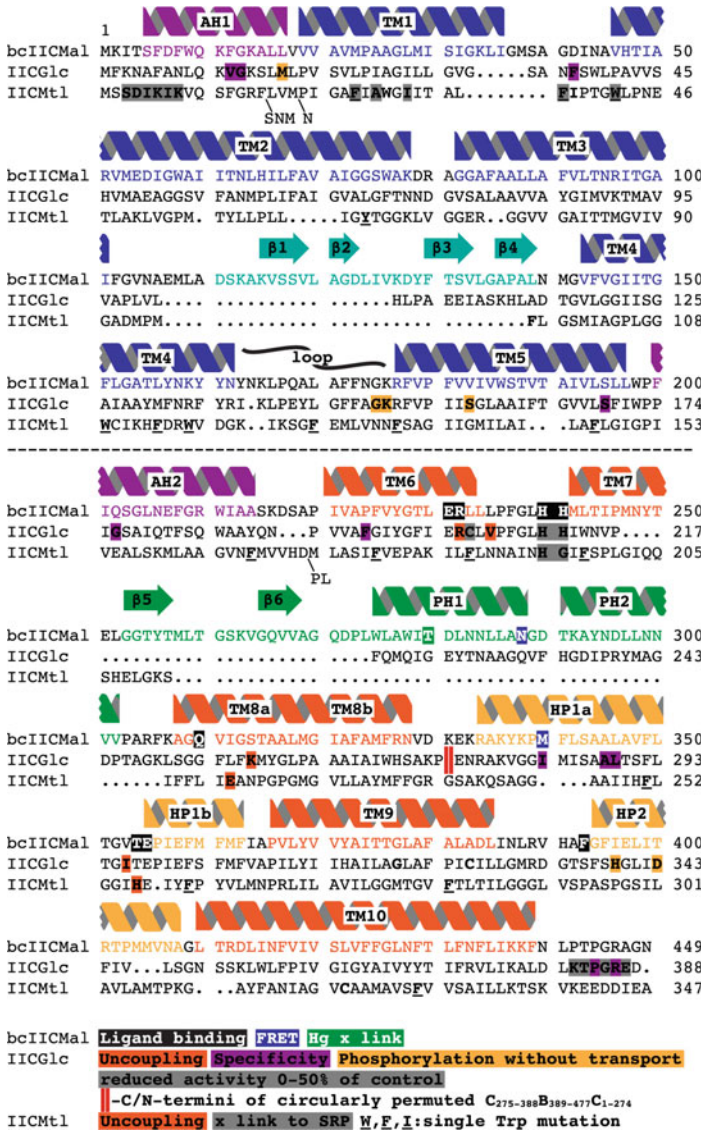 AH1 TM1
1
bcIICMal MKITSFDFWQ KFGKALLVVV AVMPAAGLMI SIGKLIGMSA GDINAVHTIA 50
IICGlc MFKNAFANLQ KVGKSLMLPV SVLPIAGILL GVG....SAN FSWLPAVVS 45
IICMtl MSSDIKIKVQ SFGRFLVMPI GAFIAWGIIT AL........ FIPTGWLPNE 46
SNM N
TM2 TM3
bcIICMal RVMEDIGWAI ITNLHILFAV AIGGSWAKDR AGGAFAALLA FVLTNRITGA 100
IICGlc HVMAEAGGSV FANMPLIFAI GVALGFTNND GVSALAAVVA YGIMVKTMAV 95
IICMtl TLAKLVGPM. TYLLPLL... ..IGYTGGKLV GGER..GGVV GAITTMGVIV 90
β1 β2 β3 β4 TM4
bcIICMal IFGVNAEMLA DSKAKVSSVL AGDLIVKDYF TSVLGAPALN MGVFVGIITG 150
IICGlc VAPLVL.... .......... ......HLPA EEIASKHLAD TGVLGGIISG 125
IICMtl GADMPM.... .......... .......... .........FL GSMIAGPLGG 108
TM4 loop TM5
bcIICMal FLGATLYNKY YNYNKLPQAL AFFNGKRFVP FVVIVWSTVT AIVLSLLWPF 200
IICGlc AIAAYMFNRF YRI.KLPEYL GFFAGKRFVP IISGLAAIFT GVVLSFIWPP 174
IICMtl WCIKHFDRWV DGK..IKSGF EMLVNNFSAG IIGMILAI.. .LAFLGIGPI 153
AH2 TM6 TM7
bcIICMal IQSGLNEFGR WIAASKDSAP IVAPFVYGTL ERLLLPFGLH HMLTIPMNYT 250
IICGlc IGSAIQTFSQ WAAYQN...P VVAFGIYGFI ERCLVPFGLH HIWNVP.... 217
IICMtl VEALSKMLAA GVNFMVVHDM LASIFVEPAK ILFLNNAINH GIFSPLGIQQ 205
PL
β5 β6 PH1 PH2
bcIICMal ELGGTYTMLT GSKVGQVVAG QDPLWLAWIT DLNNLLANGD TKAYNDLLNN 300
IICGlc .......... .......... ....FQMQIG EYTNAAGQVF HGDIPRYMAG 243
IICMtl SHELGKS... .......... .......... .......... ..........
TM8a TM8b HP1a
bcIICMal VVPARFKAGQ VIGSTAALMG IAFAMFRNVD KEKRAKYKPM FLSAALAVFL 350
IICGlc DPTAGKLSGG FLFKMYGLPA AAIAIWHSAKP ENRAKVGGI MISAALTSFL 293
IICMtl ....IFFLI EANPGPGMGV LLAYMFFGR GSAKQSAGG. ...AAIIHFL 252
HP1b TM9 HP2
bcIICMal TGVTEPIEFM FMFIAPVLYV VYAITTGLAF ALADLINLRV HAFGFIELIT 400
IICGlc TGITEPIEFS FMFVAPILYI IHAILAGLAF PICILLGMRD GTSFSHGLID 343
IICMtl GGIHE.IYFP YVLMNPRLIL AVILGGMTGV FTLTILGGGL VSPASPGSIL 301
TM10
bcIICMal RTPMMVNAGL TRDLINFVIV SLVFFGLNFT LFNFLIKKFN LPTPGRAGN 449
IICGlc FIV...LSGN SSKLWLFPIV GIGYAIVYYT IFRVLIKALD LKTPGRED. 388
IICMtl AVLAMTPKG. ..AYFANIAG VCAAMAVSFV VSAILLKTSK VKEEDDIEA 347
bcIICMal Ligand binding FRET Hg x link
IICGlc Uncoupling Specificity Phosphorylation without transport
reduced activity 0-50% of control
-C/N-termini of circularly permuted C275-388B389-477C1-274
IICMtl Uncoupling x link to SRP W,F,I:single Trp mutation